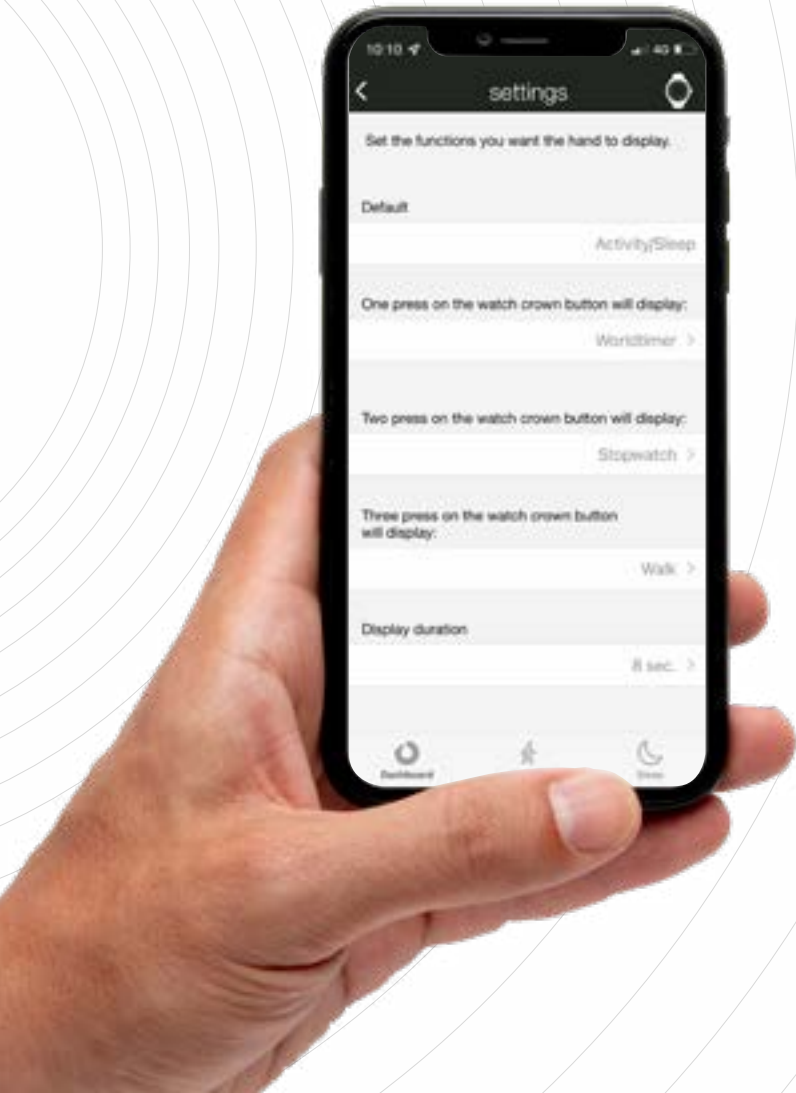 10:10
4G
settings
Set the functions you want the hand to display.
Default
Activity/Sleep
One press on the watch crown button will display:
Worldtimer >
Two press on the watch crown button will display:
Stopwatch >
Three press on the watch crown button
will display:
Walk >
Display duration
8 sec. >
Dashboard
Sleep